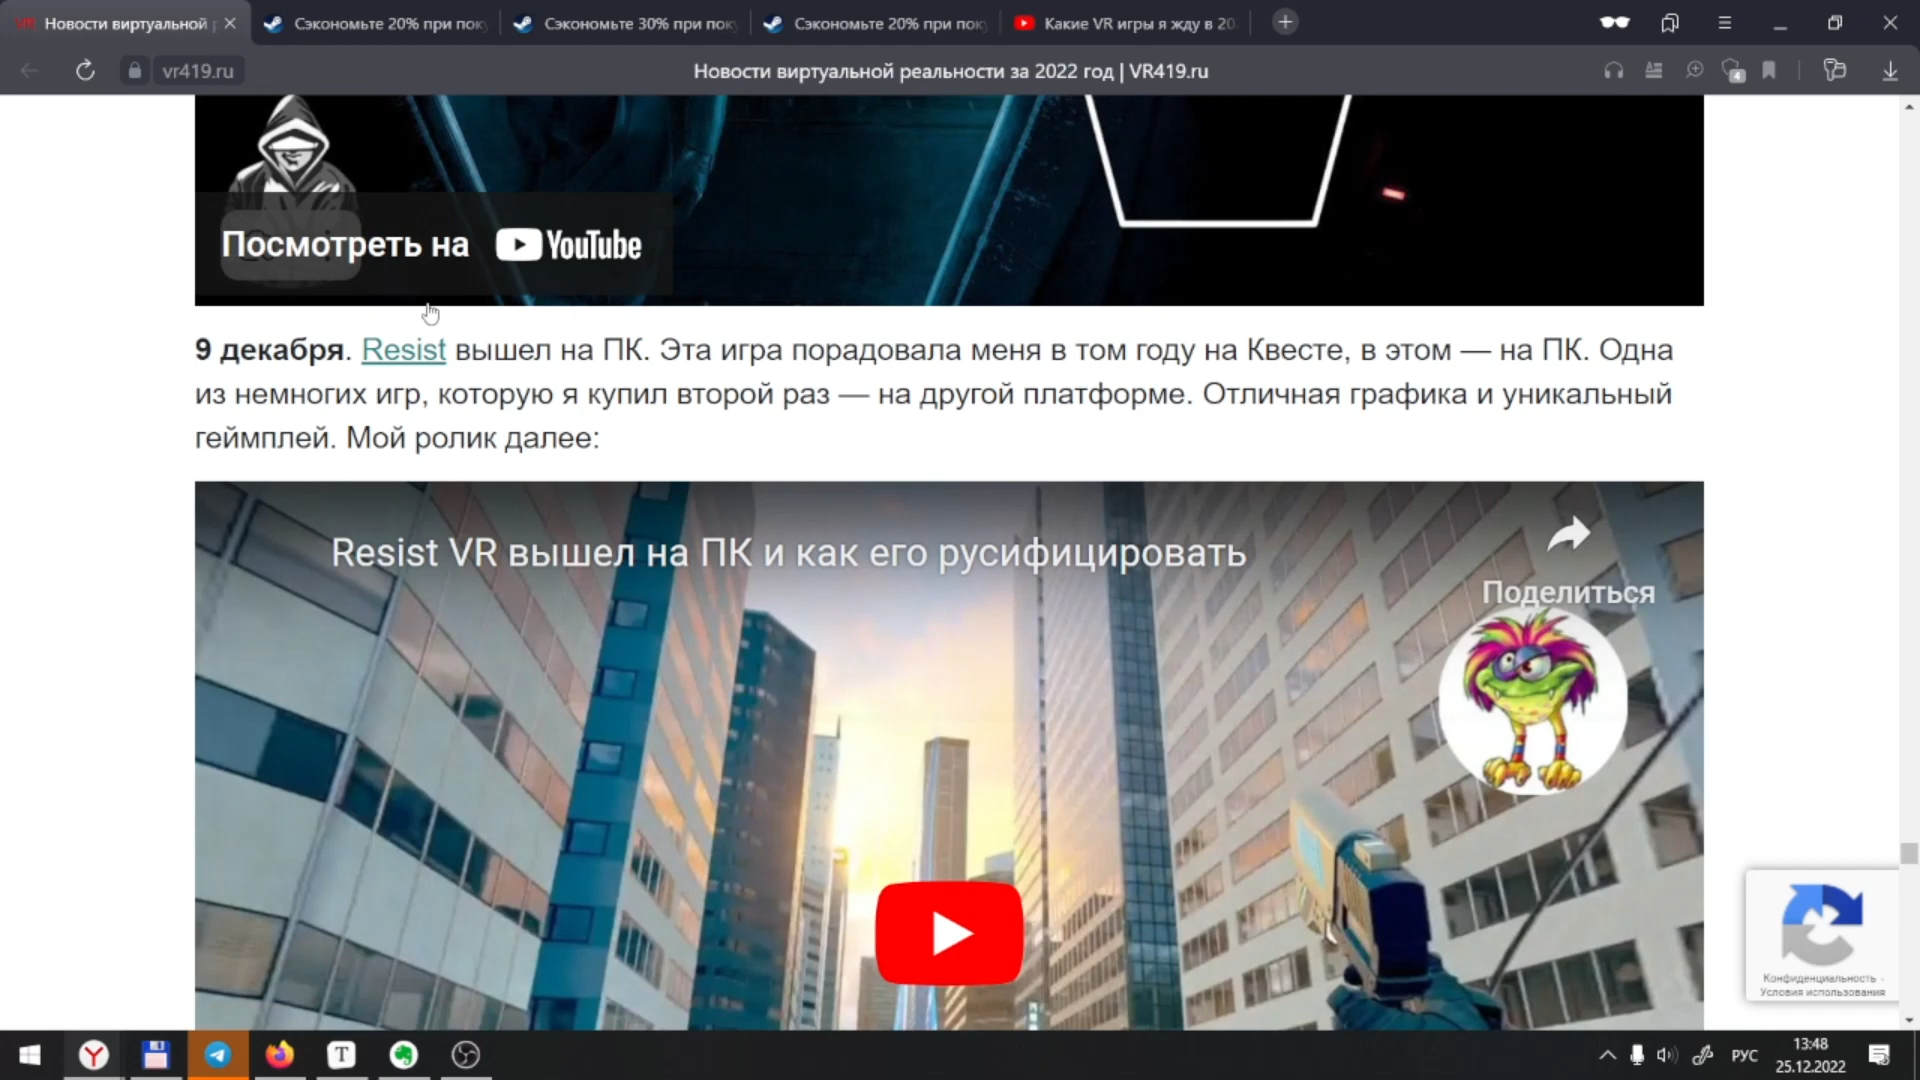 Новости виртуальной р
Сэкономьте 20% при пок
Сэкономьте 30% при пок
Сэкономьте 20% при пок
Какие VR игры я жду в 20
vr419.ru
Новости виртуальной реальности за 2022 год | VR419.ru
4
Посмотреть на YouTube
9 декабря. Resist вышел на ПК. Эта игра порадовала меня в том году на Квесте, в этом — на ПК. Одна
из немногих игр, которую я купил второй раз — на другой платформе. Отличная графика и уникальный
геймплей. Мой ролик далее:
Resist VR вышел на ПК и как его русифицировать
Поделиться
Конфиденциальность -
Условия использования
РУС
13:48
25.12.2022